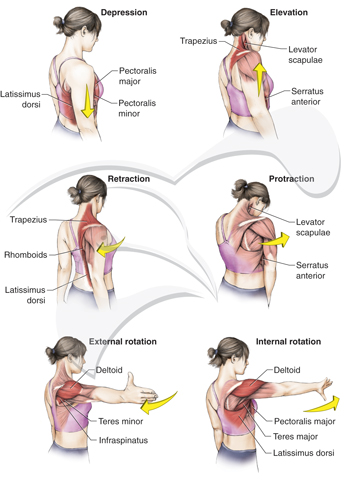 Depression
Pectoralis
major
Latissimus
dorsi
Pectoralis
minor
Elevation
Trapezius
Levator
scapulae
Serratus
anterior
Retraction
Trapezius
Rhomboids
Latissimus
dorsi
Protraction
Levator
scapulae
Serratus
anterior
External rotation
Deltoid
Teres minor
Infraspinatus
Internal rotation
Deltoid
Pectoralis major
Teres major
Latissimus dorsi